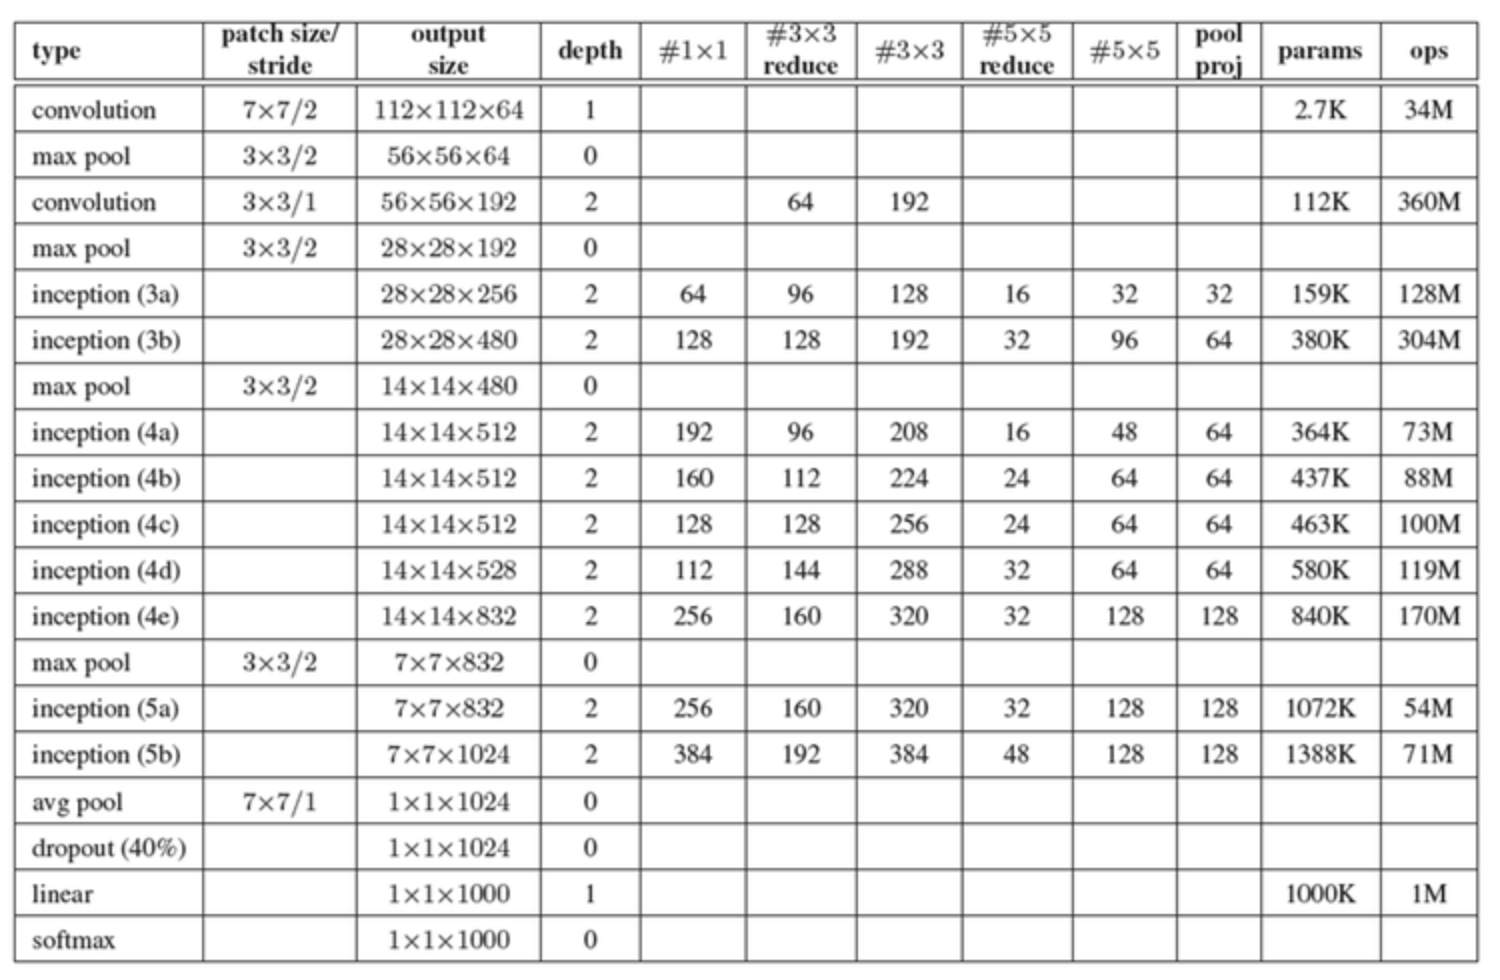 type patch size/ stride output size depth #1×1 #3×3 reduce #3×3 #5×5 reduce #5×5 pool proj params ops
convolution 7×7/2 112×112×64 1 2.7K 34M
max pool 3×3/2 56×56×64 0
convolution 3×3/1 56×56×192 2 64 192 112K 360M
max pool 3×3/2 28×28×192 0
inception (3a) 28×28×256 2 64 96 128 16 32 32 159K 128M
inception (3b) 28×28×480 2 128 128 192 32 96 64 380K 304M
max pool 3×3/2 14×14×480 0
inception (4a) 14×14×512 2 192 96 208 16 48 64 364K 73M
inception (4b) 14×14×512 2 160 112 224 24 64 64 437K 88M
inception (4c) 14×14×512 2 128 128 256 24 64 64 463K 100M
inception (4d) 14×14×528 2 112 144 288 32 64 64 580K 119M
inception (4e) 14×14×832 2 256 160 320 32 128 128 840K 170M
max pool 3×3/2 7×7×832 0
inception (5a) 7×7×832 2 256 160 320 32 128 128 1072K 54M
inception (5b) 7×7×1024 2 384 192 384 48 128 128 1388K 71M
avg pool 7×7/1 1×1×1024 0
dropout (40%) 1×1×1024 0
linear 1×1×1000 1 1000K 1M
softmax 1×1×1000 0